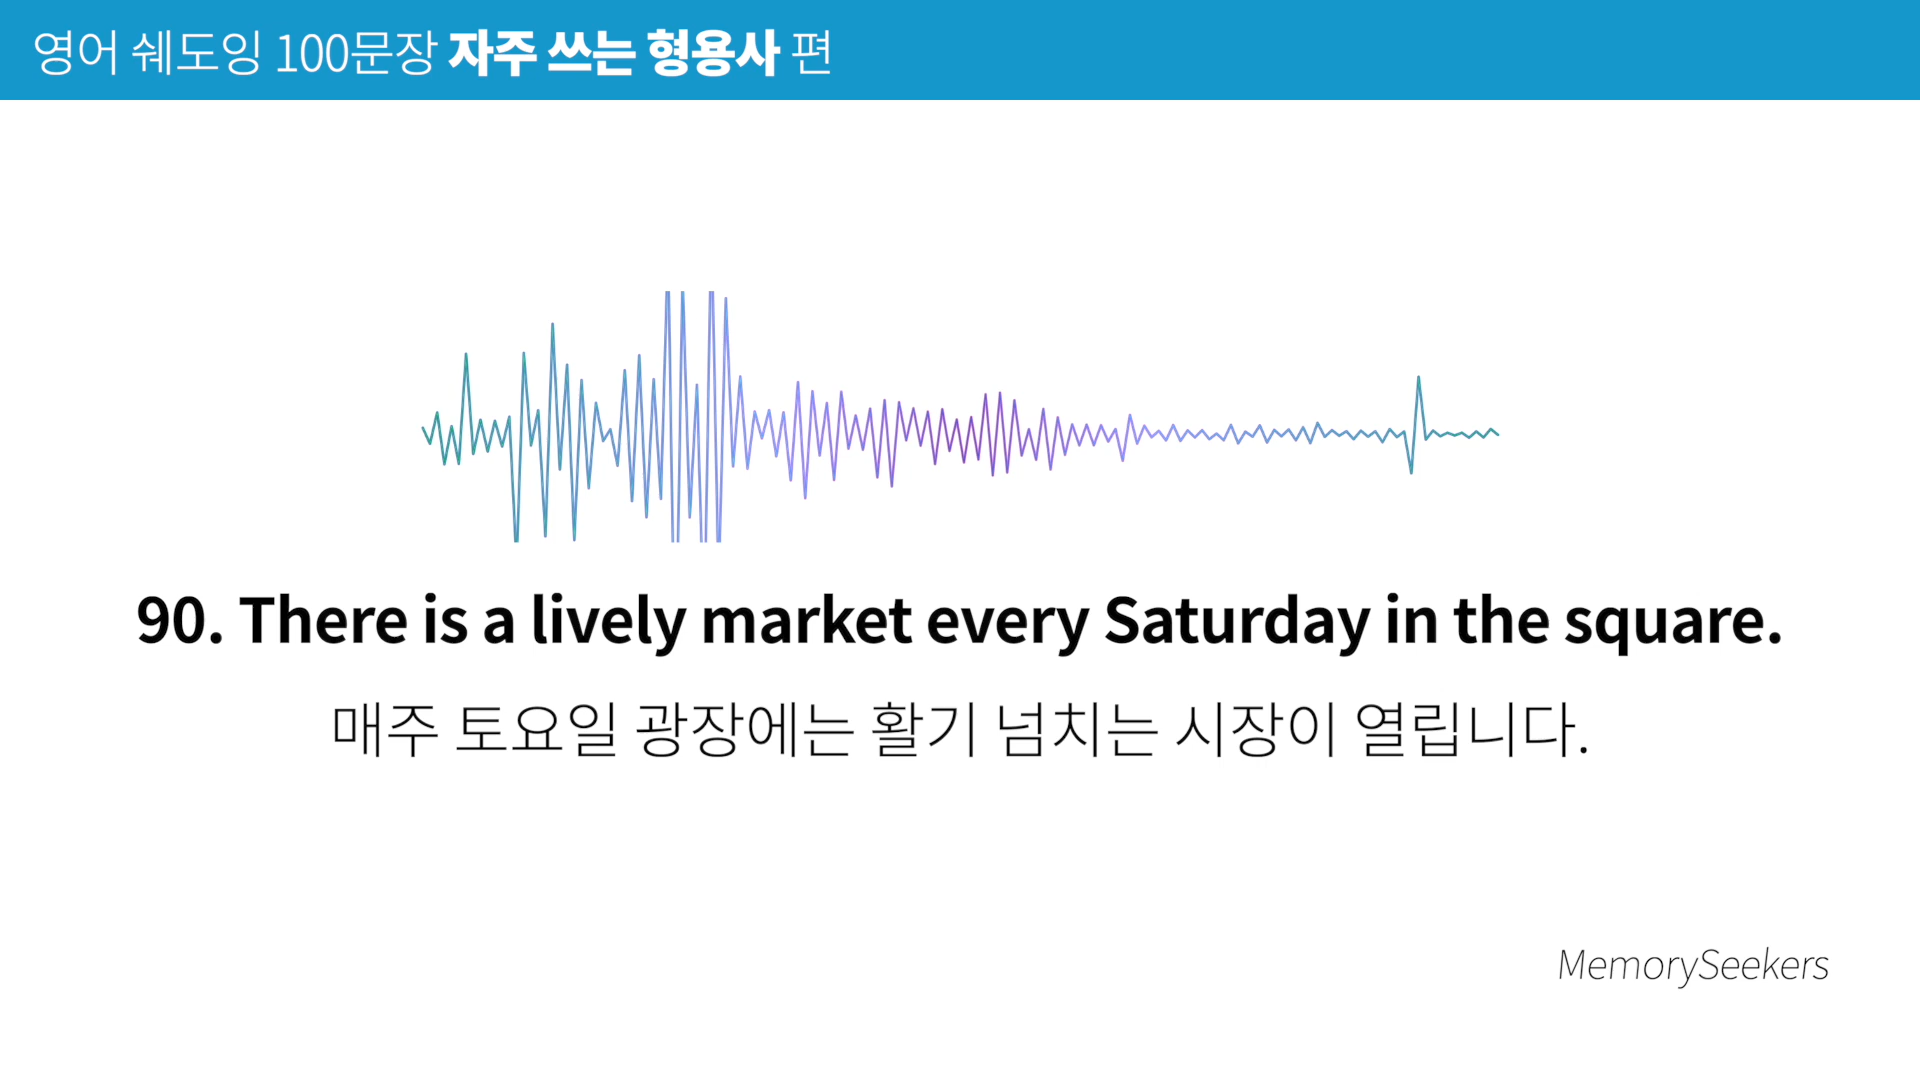 영어 쉐도잉 100문장 자주 쓰는 형용사 편
90. There is a lively market every Saturday in the square.
매주 토요일 광장에는 활기 넘치는 시장이 열립니다.
MemorySeekers